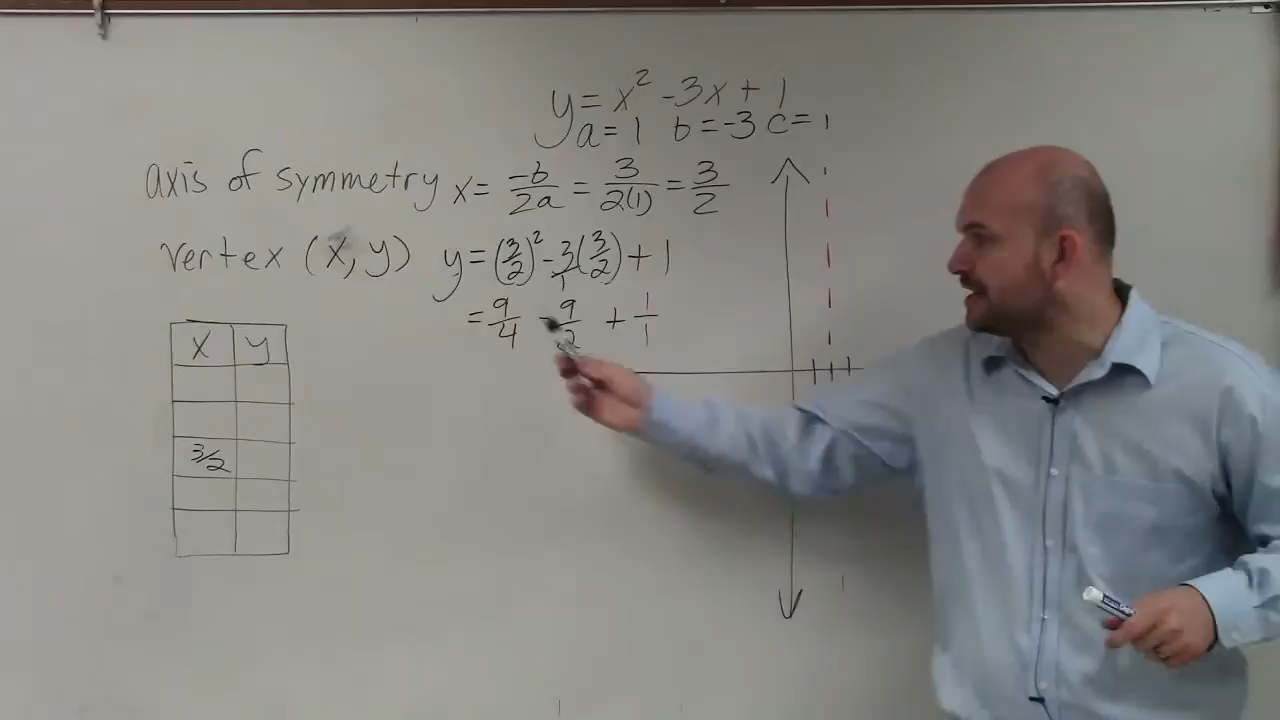 y = x² - 3x + 1
a = 1 b = -3 c = 1
axis of symmetry x = -b/2a = 3/2(1) = 3/2
vertex (x, y) y = (3/2)² - 3/1(3/2) + 1
= 9/4 - 9/2 + 1/1
x y
3/2